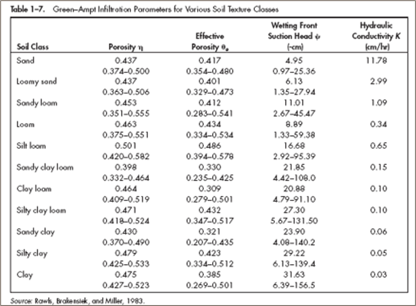 Table 1-7. Green-Ampt Infiltration Parameters for Various Soil Texture Classes
Soil Class Porosity η Effective Porosity θe Wetting Front Suction Head ψ (-cm) Hydraulic Conductivity K (cm/hr)
Sand 0.437 0.417 4.95 11.78
0.374–0.500 0.354–0.480 0.97–25.36
Loamy sand 0.437 0.401 6.13 2.99
0.363–0.506 0.329–0.473 1.35–27.94
Sandy loam 0.453 0.412 11.01 1.09
0.351–0.555 0.283–0.541 2.67–45.47
Loam 0.463 0.434 8.89 0.34
0.375–0.551 0.334–0.534 1.33–59.38
Silt loam 0.501 0.486 16.68 0.65
0.420–0.582 0.394–0.578 2.92–95.39
Sandy clay loam 0.398 0.330 21.85 0.15
0.332–0.464 0.235–0.425 4.42–108.0
Clay loam 0.464 0.309 20.88 0.10
0.409–0.519 0.279–0.501 4.79–91.10
Silty clay loam 0.471 0.432 27.30 0.10
0.418–0.524 0.347–0.517 5.67–131.50
Sandy clay 0.430 0.321 23.90 0.06
0.370–0.490 0.207–0.435 4.08–140.2
Silty clay 0.479 0.423 29.22 0.05
0.425–0.533 0.334–0.512 6.13–139.4
Clay 0.475 0.385 31.63 0.03
0.427–0.523 0.269–0.501 6.39–156.5
Source: Rawls, Brakensiek, and Miller, 1983.